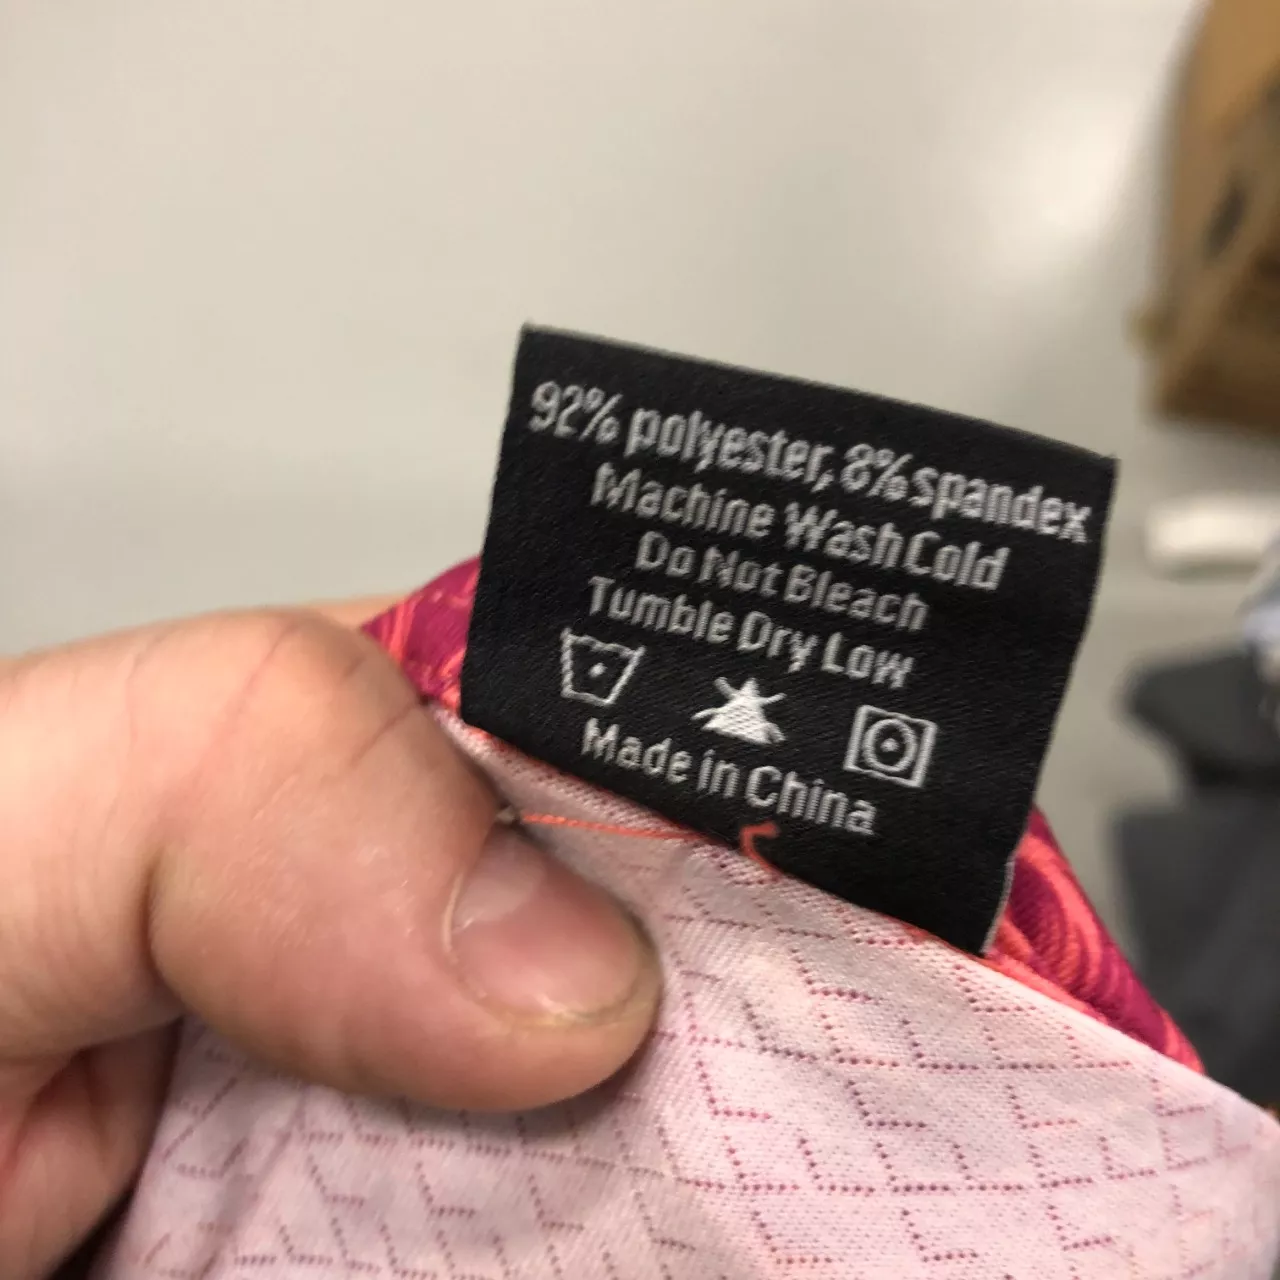 92% polyester, 8% spandex
Machine Wash Cold
Do Not Bleach
Tumble Dry Low
Made in China